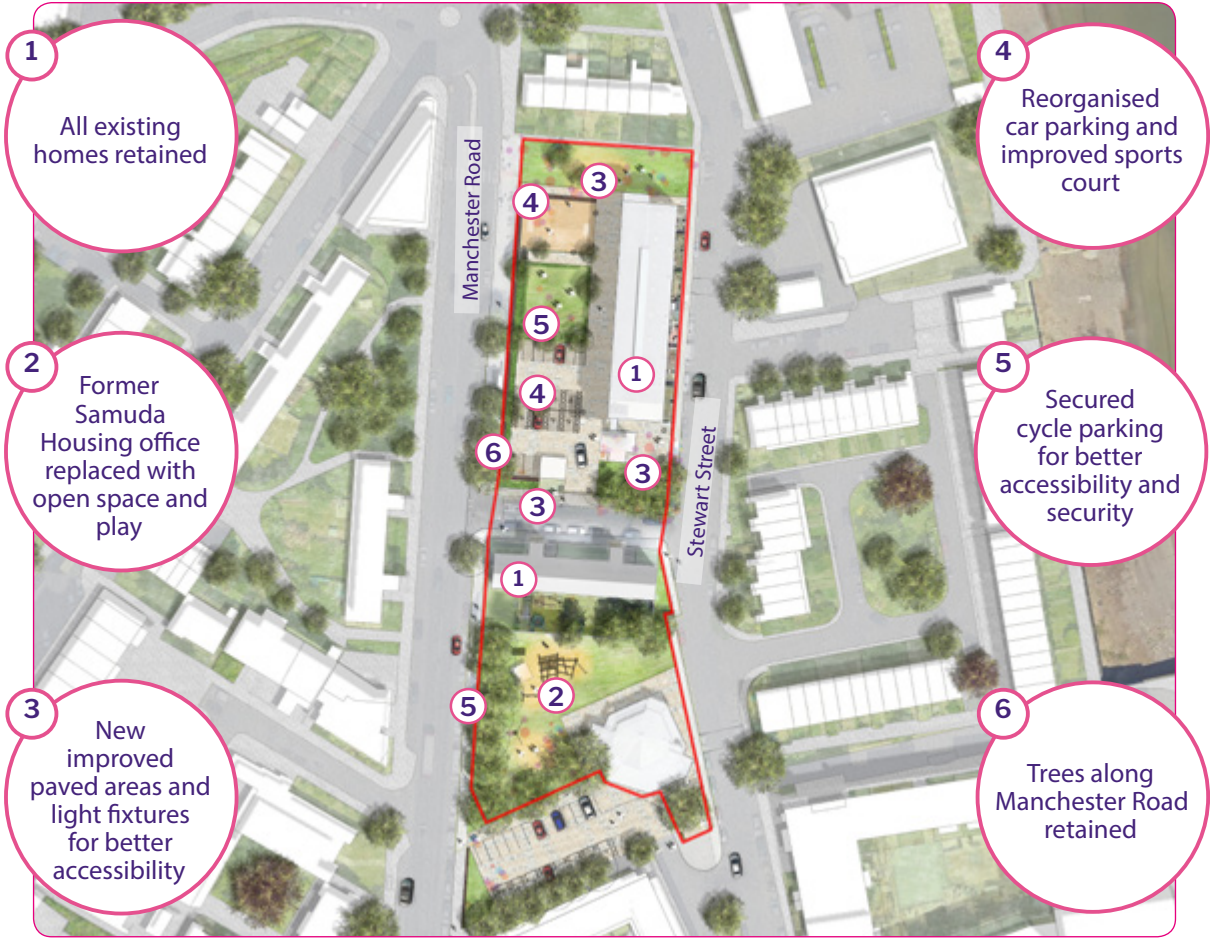 1
All existing
homes retained
2
Former
Samuda
Housing office
replaced with
open space and
play
3
New
improved
paved areas and
light fixtures
for better
accessibility
Manchester Road
3
4
5
1
4
6
3
3
1
5
2
Stewart Street
4
Reorganised
car parking and
improved sports
court
5
Secured
cycle parking
for better
accessibility and
security
6
Trees along
Manchester Road
retained